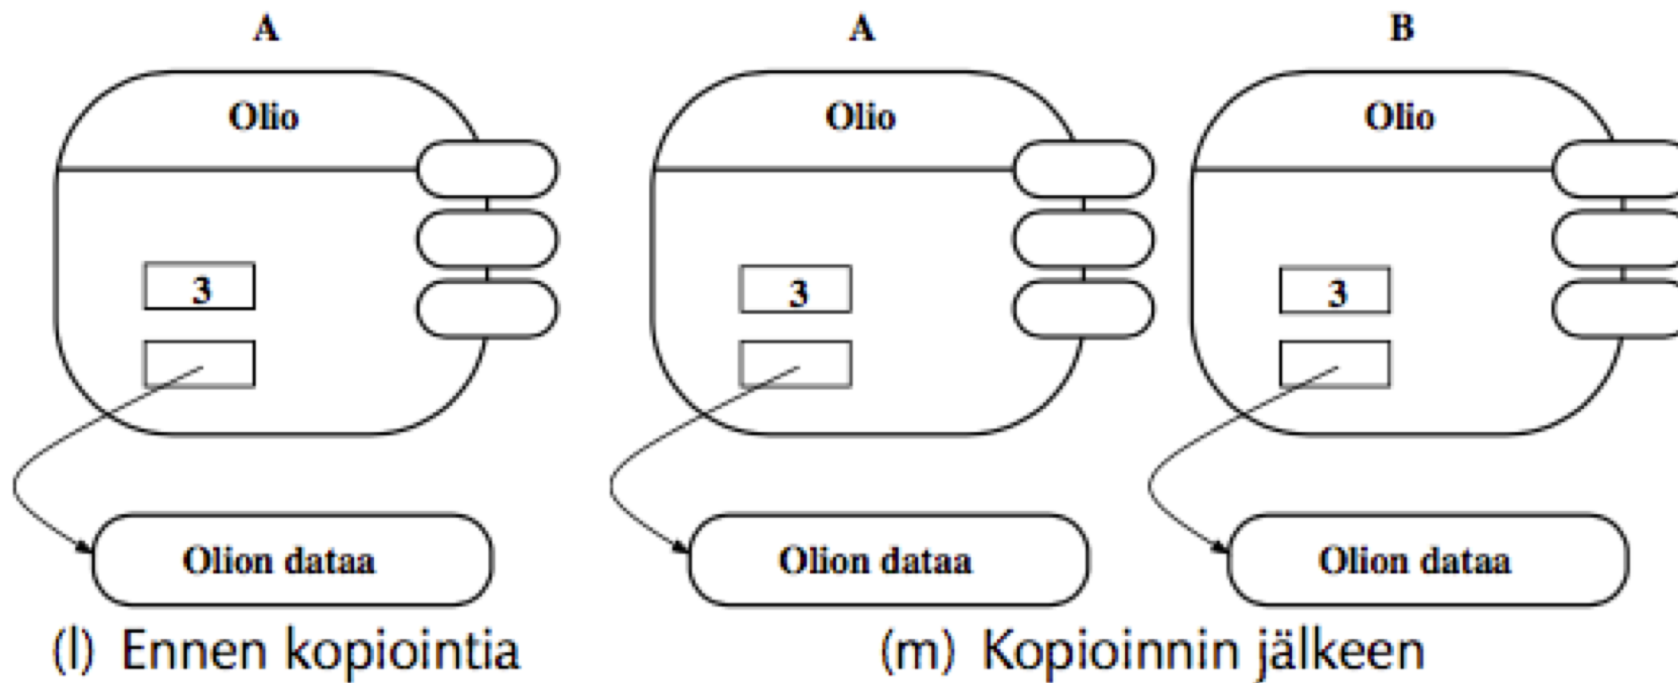 A A B
Olio Olio Olio
3 3 3
Olion dataa Olion dataa Olion dataa
(l) Ennen kopiointia (m) Kopioinnin jälkeen